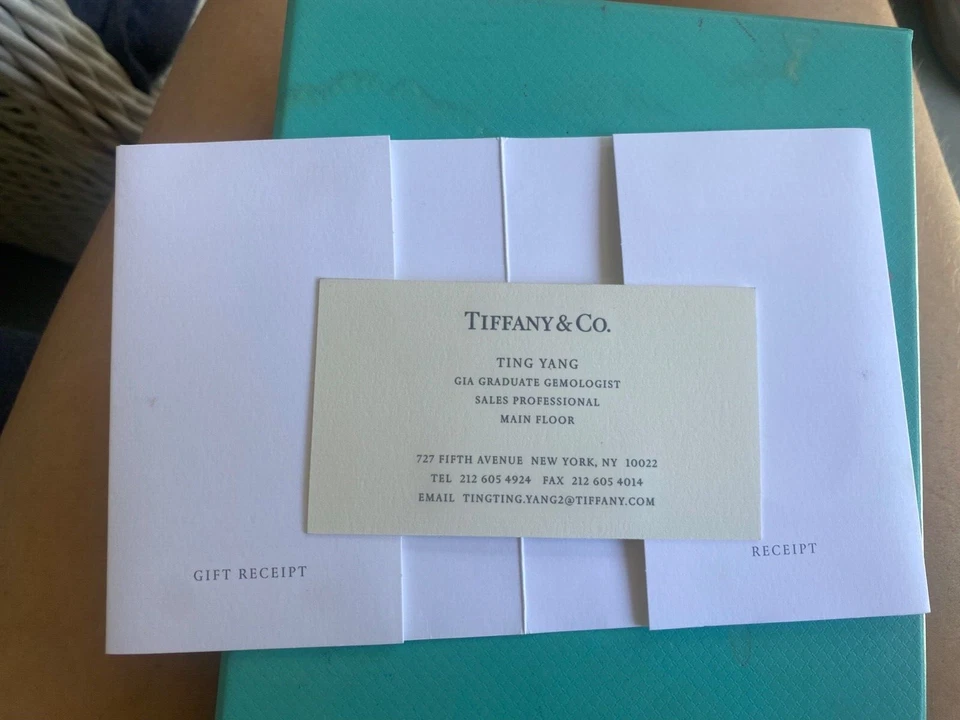 TIFFANY & CO.
TING YANG
GIA GRADUATE GEMOLOGIST
SALES PROFESSIONAL
MAIN FLOOR
727 FIFTH AVENUE NEW YORK, NY 10022
TEL 212 605 4924 FAX 212 605 4014
EMAIL TINGTING.YANG2@TIFFANY.COM
GIFT RECEIPT
RECEIPT